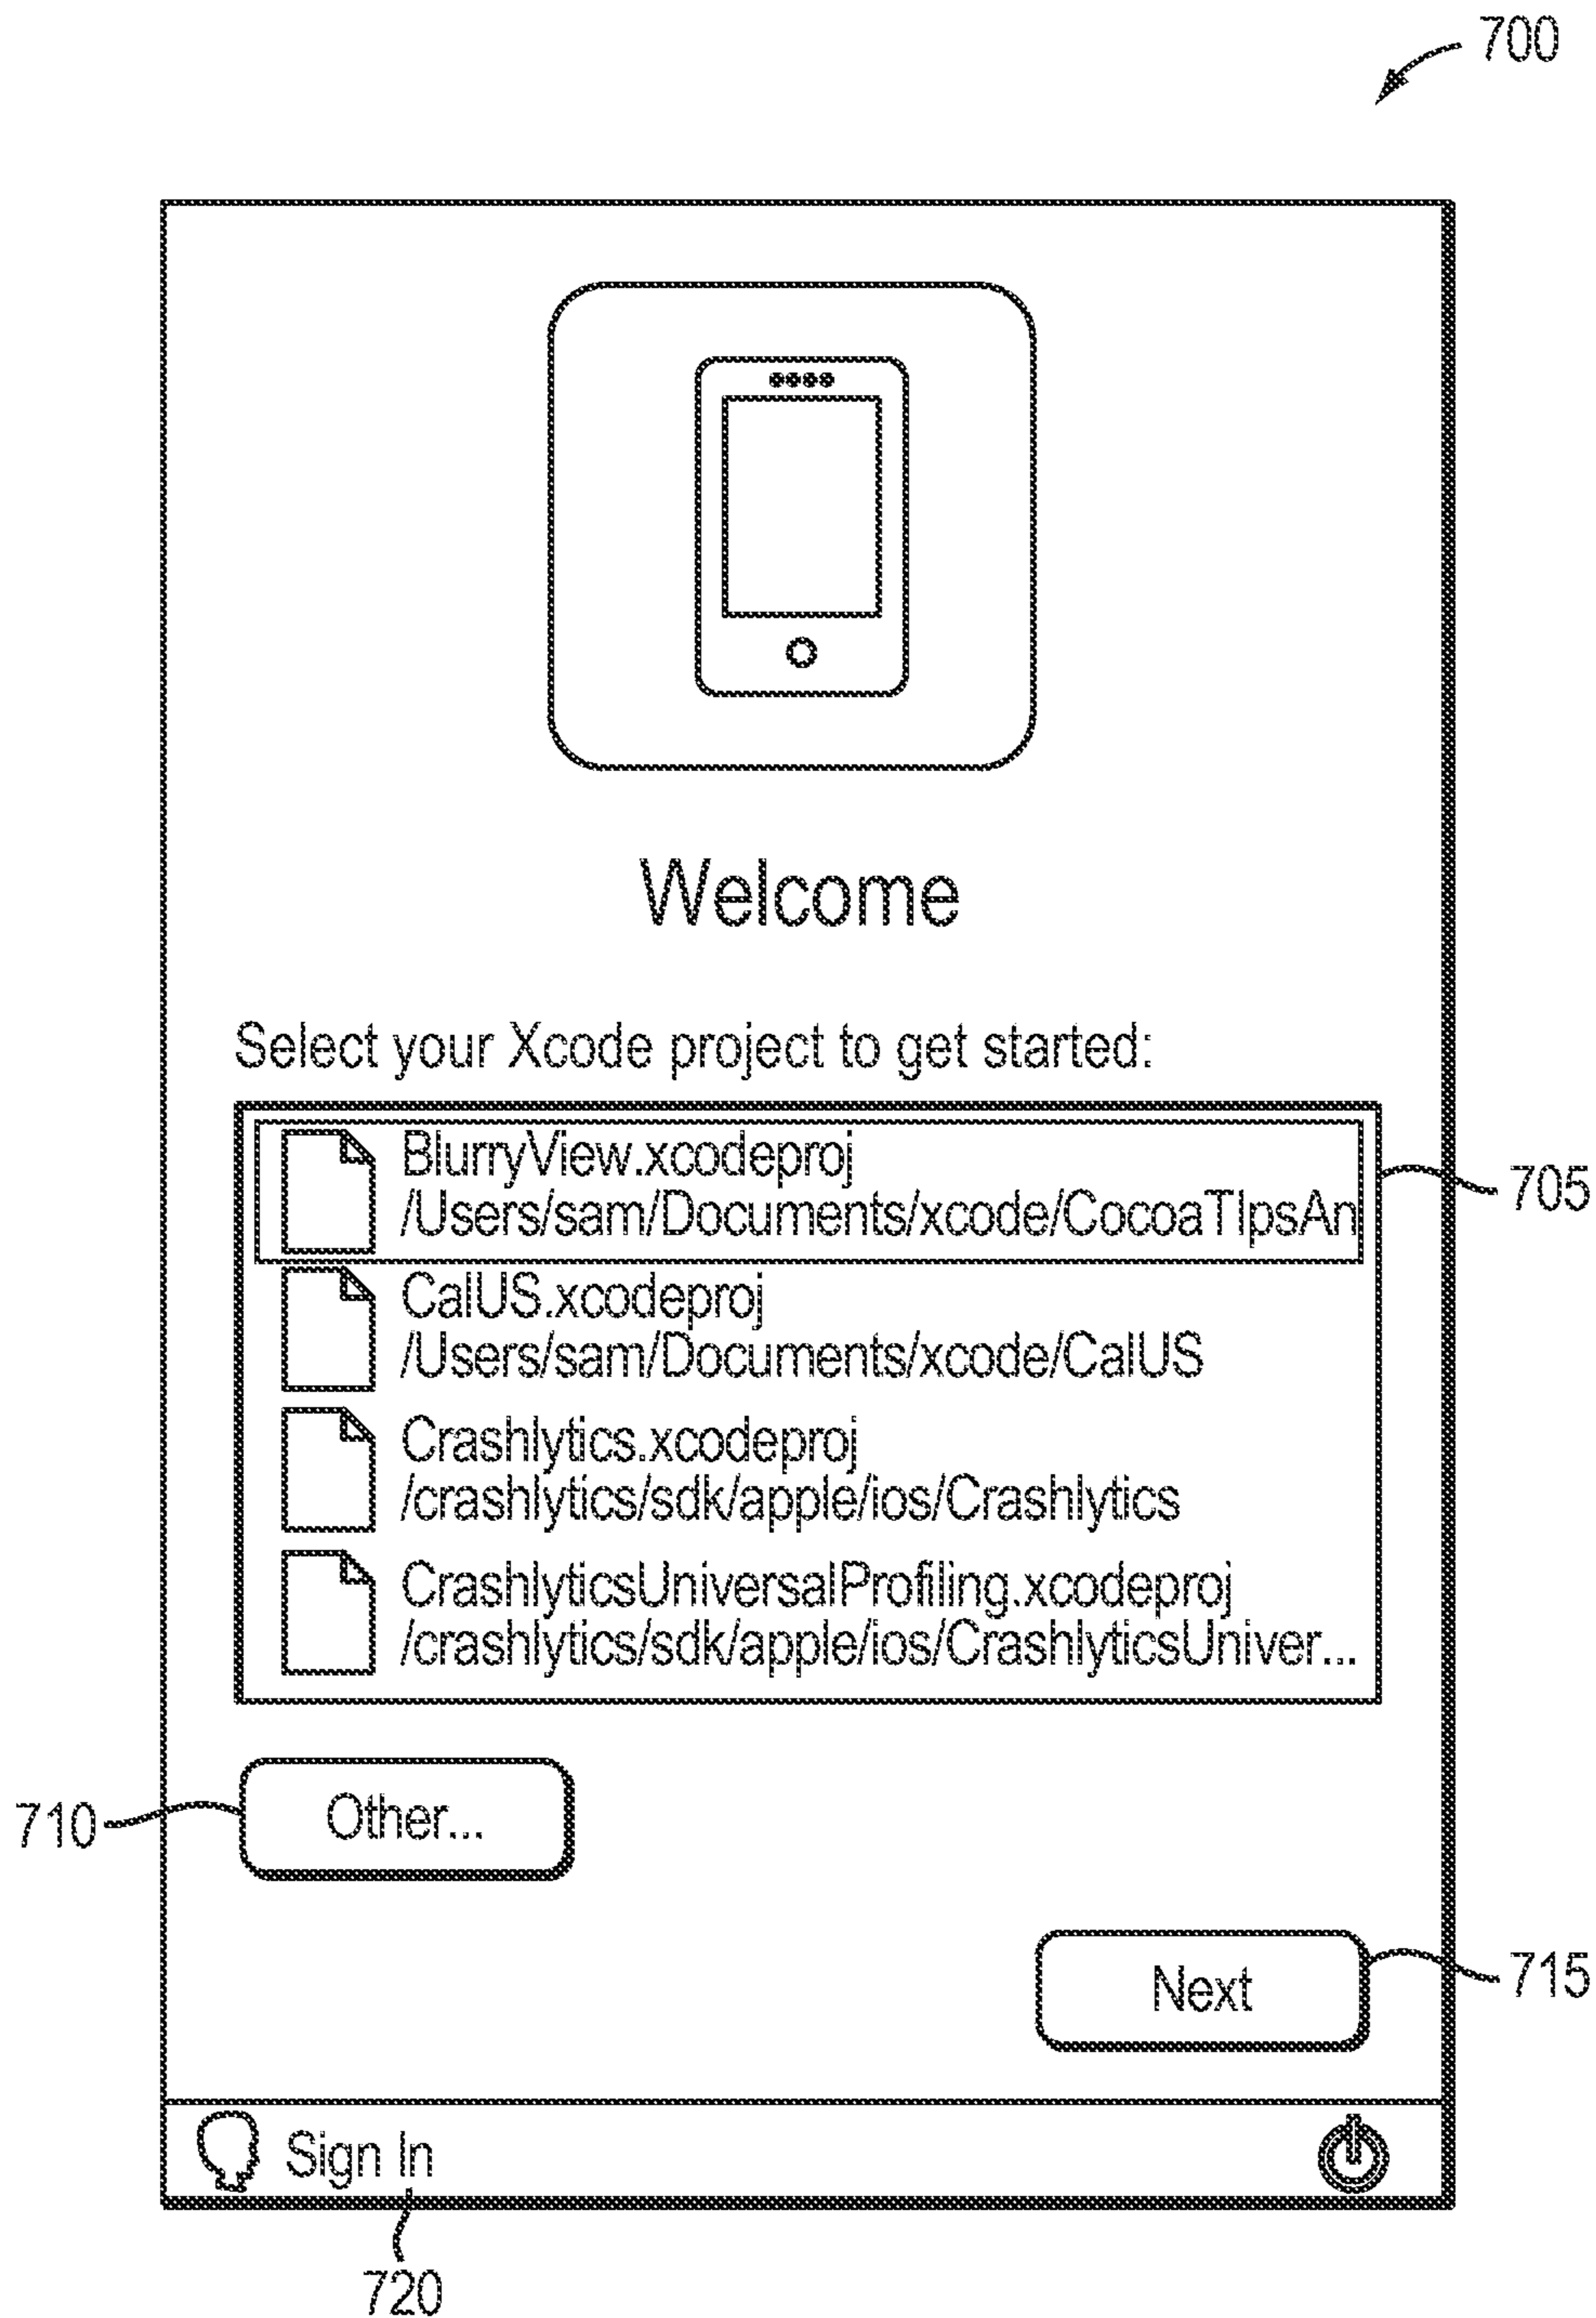 700
Welcome
Select your Xcode project to get started:
BlurryView.xcodeproj
/Users/sam/Documents/xcode/CocoaTIpsAn
705
CalUS.xcodeproj
/Users/sam/Documents/xcode/CalUS
Crashlytics.xcodeproj
/crashlytics/sdk/apple/ios/Crashlytics
CrashlyticsUniversalProfiling.xcodeproj
/crashlytics/sdk/apple/ios/CrashlyticsUniver...
710
Other...
Next
715
Sign In
720